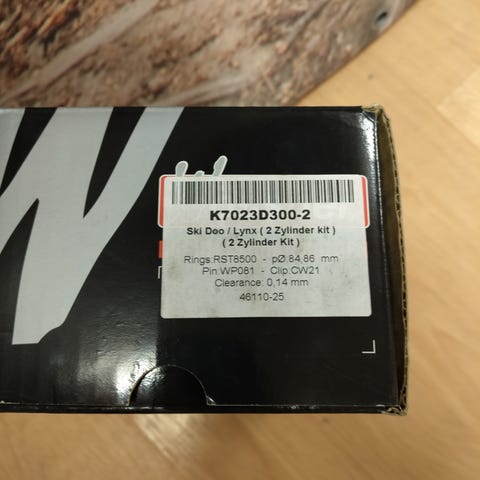 W
K7023D300-2
Ski Doo / Lynx ( 2 Zylinder kit )
( 2 Zylinder Kit )
Rings:RST8500 - pØ:84,86 mm
Pin:WP081 - Clip:CW21
Clearance: 0,14 mm
46110-25